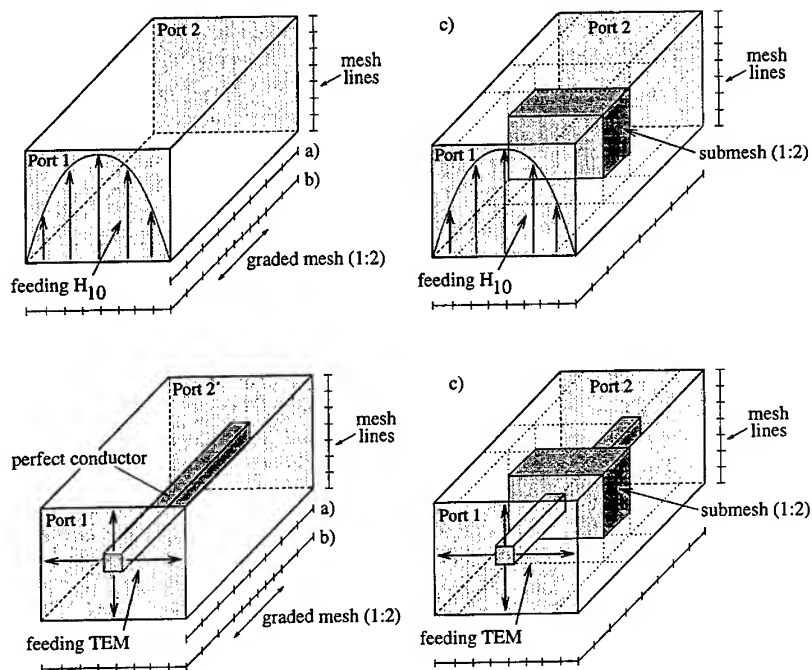 Port 2
mesh
lines
Port 1
a)
b)
graded mesh (1:2)
feeding H10
c)
Port 2
mesh
lines
Port 1
submesh (1:2)
feeding H10
Port 2
mesh
lines
perfect conductor
Port 1
a)
b)
graded mesh (1:2)
feeding TEM
c)
Port 2
mesh
lines
Port 1
submesh (1:2)
feeding TEM